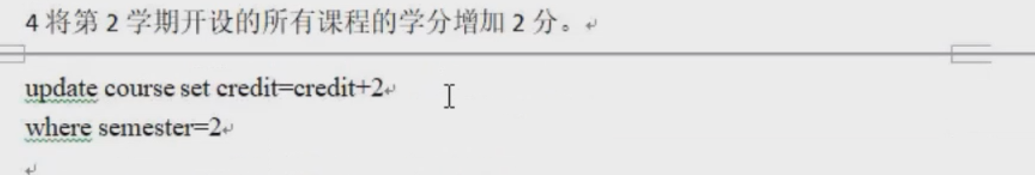 4 将第 2 学期开设的所有课程的学分增加 2 分。
update course set credit=credit+2
where semester=2